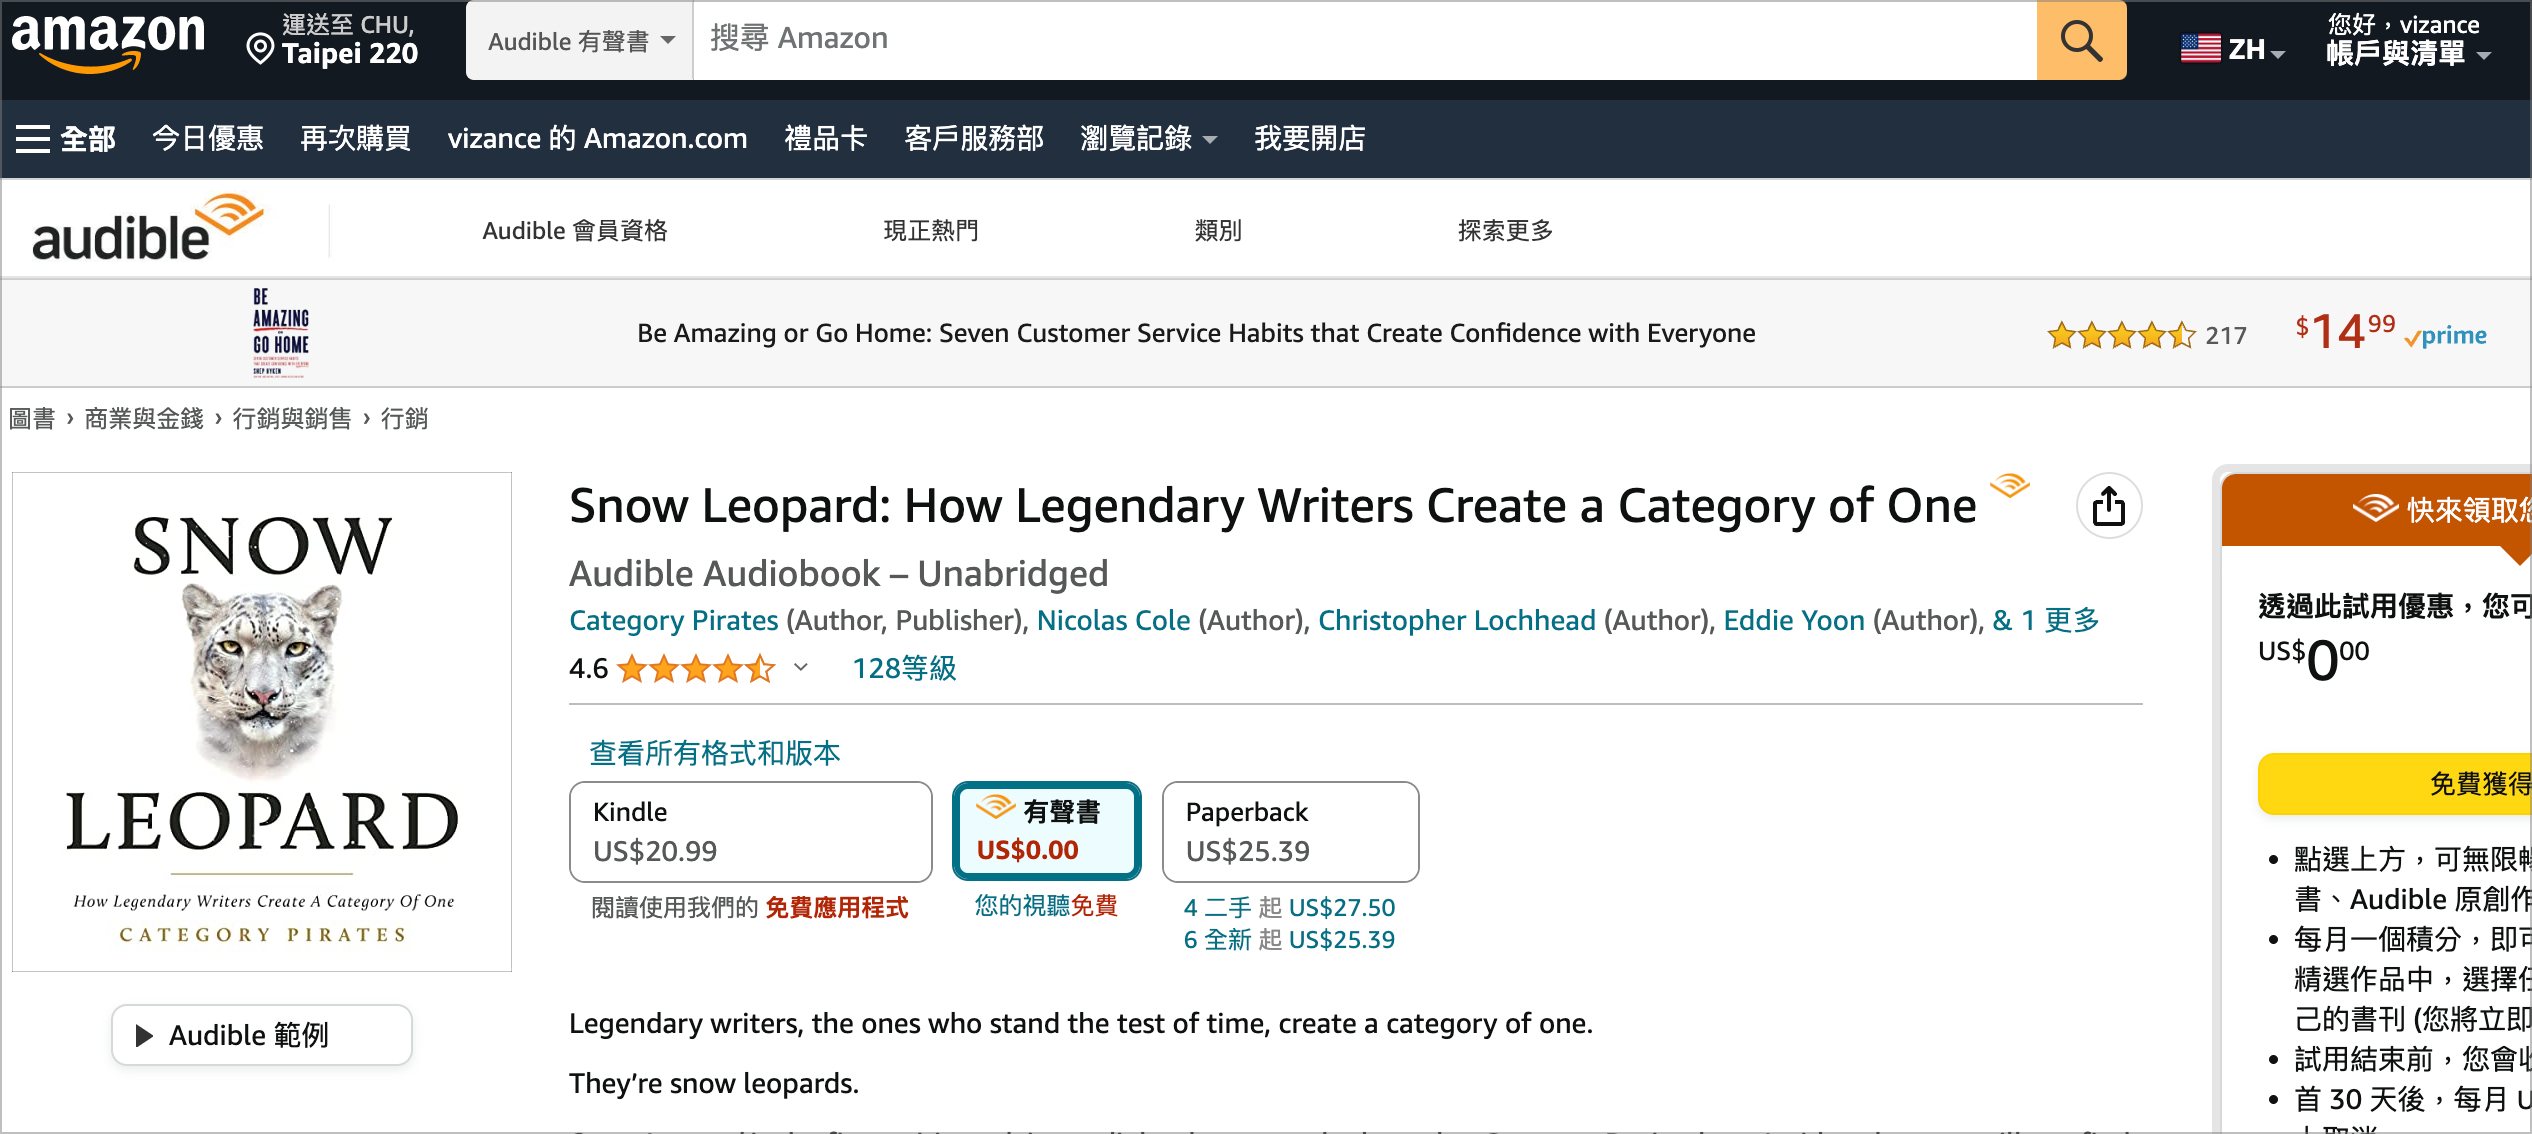 amazon
運送至 CHU,
Taipei 220
Audible 有聲書
搜尋 Amazon
ZH
您好，vizance
帳戶與清單
全部 今日優惠 再次購買 vizance 的 Amazon.com 禮品卡 客戶服務部 瀏覽記錄 我要開店
audible
Audible 會員資格 現正熱門 類別 探索更多
BE
AMAZING
OR
GO HOME
SHEP HYKEN
Be Amazing or Go Home: Seven Customer Service Habits that Create Confidence with Everyone
217
$14.99 prime
圖書 › 商業與金錢 › 行銷與銷售 › 行銷
SNOW
LEOPARD
How Legendary Writers Create A Category Of One
CATEGORY PIRATES
Audible 範例
Snow Leopard: How Legendary Writers Create a Category of One
Audible Audiobook – Unabridged
Category Pirates (Author, Publisher), Nicolas Cole (Author), Christopher Lochhead (Author), Eddie Yoon (Author), & 1 更多
4.6 128等級
查看所有格式和版本
Kindle
US$20.99
閱讀使用我們的 免費應用程式
有聲書
US$0.00
您的視聽免費
Paperback
US$25.39
4 二手 起 US$27.50
6 全新 起 US$25.39
Legendary writers, the ones who stand the test of time, create a category of one.
They’re snow leopards.
快來領取您
透過此試用優惠，您可
US$0.00
免費獲得
• 點選上方，可無限暢
書、Audible 原創作
• 每月一個積分，即可
精選作品中，選擇任
己的書刊 (您將立即
• 試用結束前，您會收
• 首 30 天後，每月 U